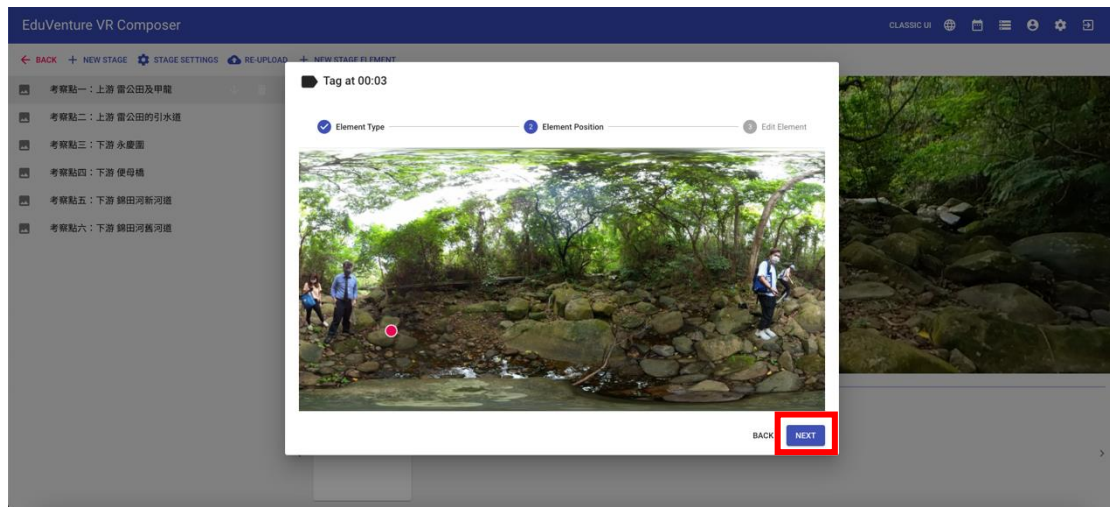 EduVenture VR Composer
CLASSIC UI
BACK NEW STAGE STAGE SETTINGS RE-UPLOAD NEW STAGE ELEMENT
考察點一：上游 雷公田及甲龍
考察點二：上游 雷公田的引水道
考察點三：下游 永慶圍
考察點四：下游 便母橋
考察點五：下游 錦田河新河道
考察點六：下游 錦田河舊河道
Tag at 00:03
Element Type 2 Element Position 3 Edit Element
BACK NEXT